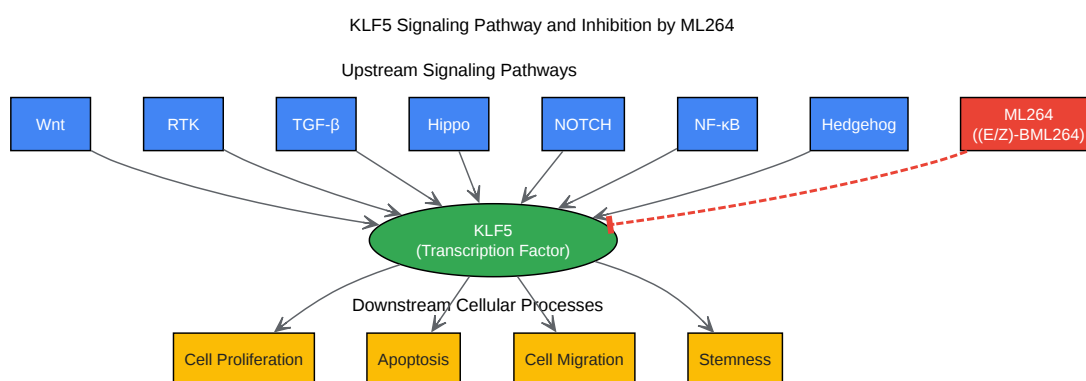 KLF5 Signaling Pathway and Inhibition by ML264
Upstream Signaling Pathways
Wnt
RTK
TGF-β
Hippo
NOTCH
NF-κB
Hedgehog
ML264
((E/Z)-BML264)
KLF5
(Transcription Factor)
Downstream Cellular Processes
Cell Proliferation
Apoptosis
Cell Migration
Stemness